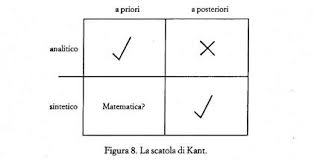 a priori a posteriori
analitico
sintetico Matematica?
Figura 8. La scatola di Kant.